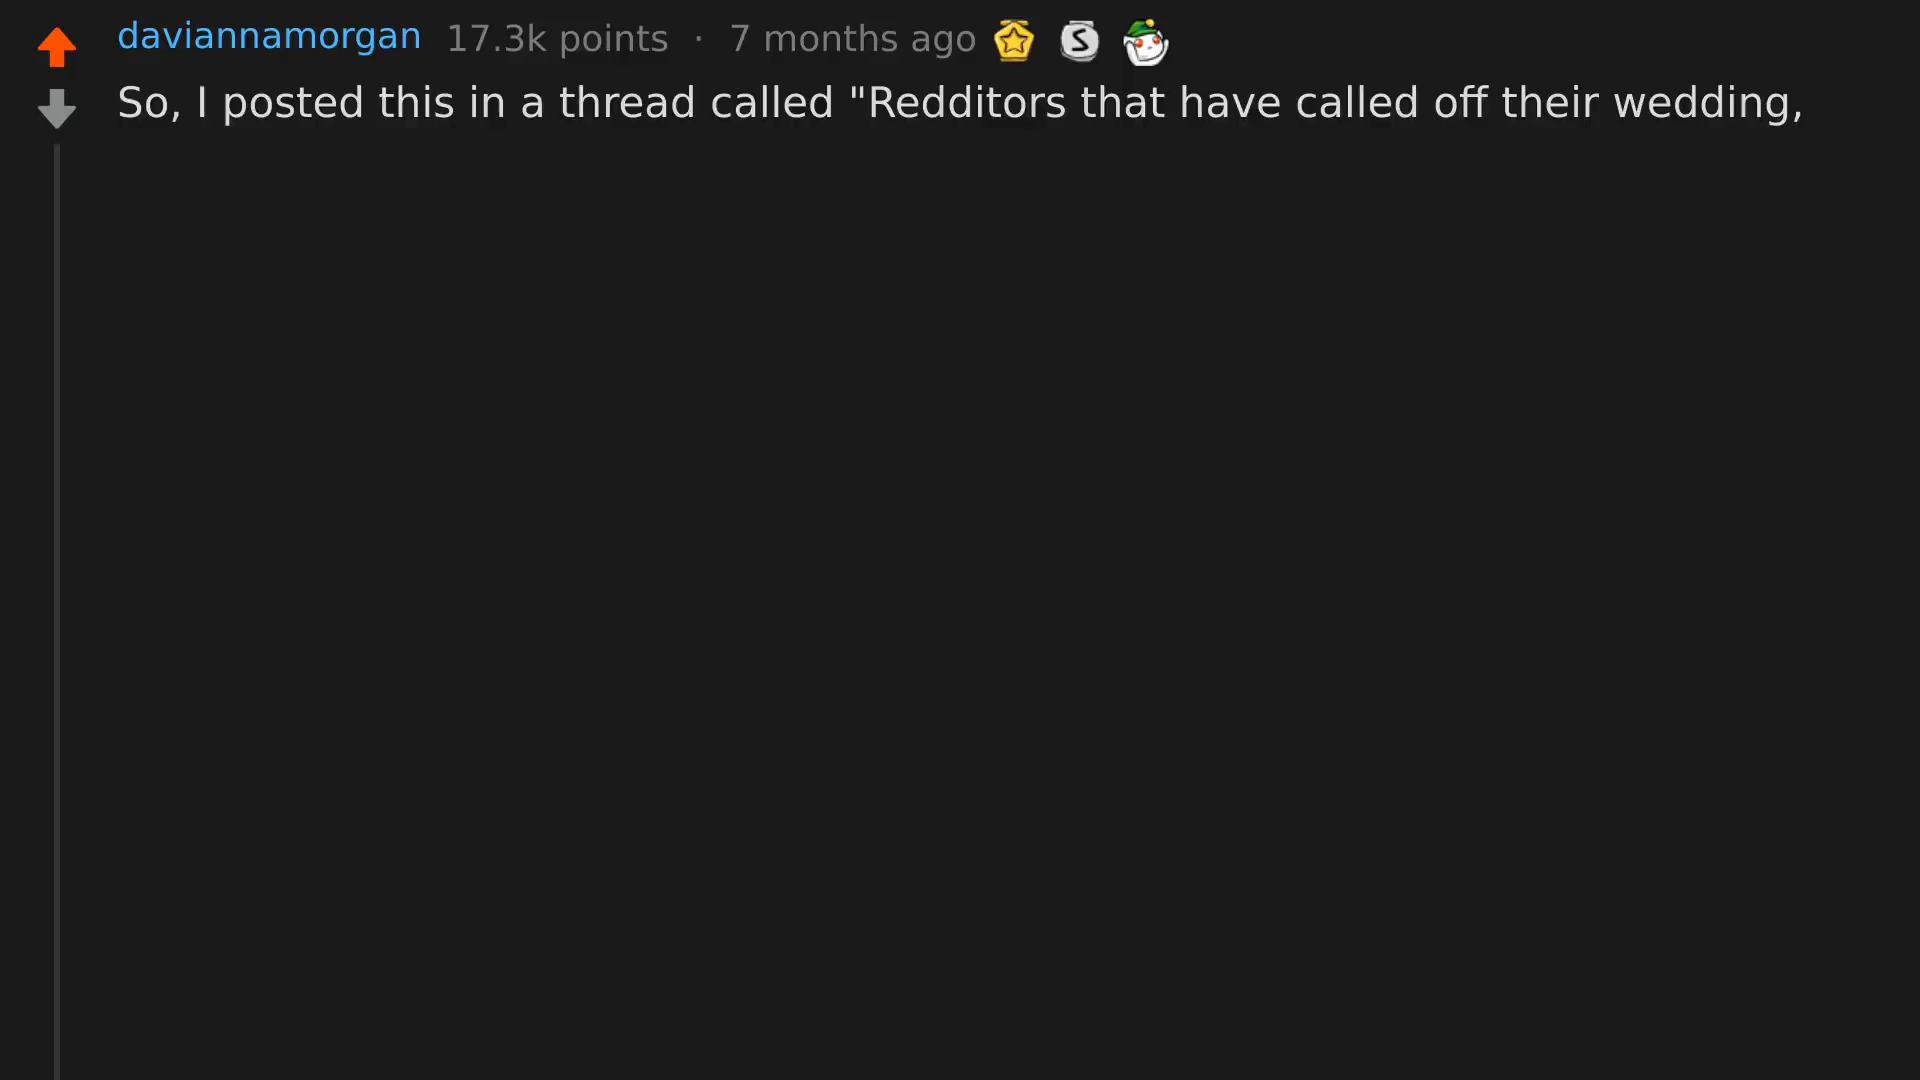 daviannamorgan 17.3k points · 7 months ago
So, I posted this in a thread called "Redditors that have called off their wedding,